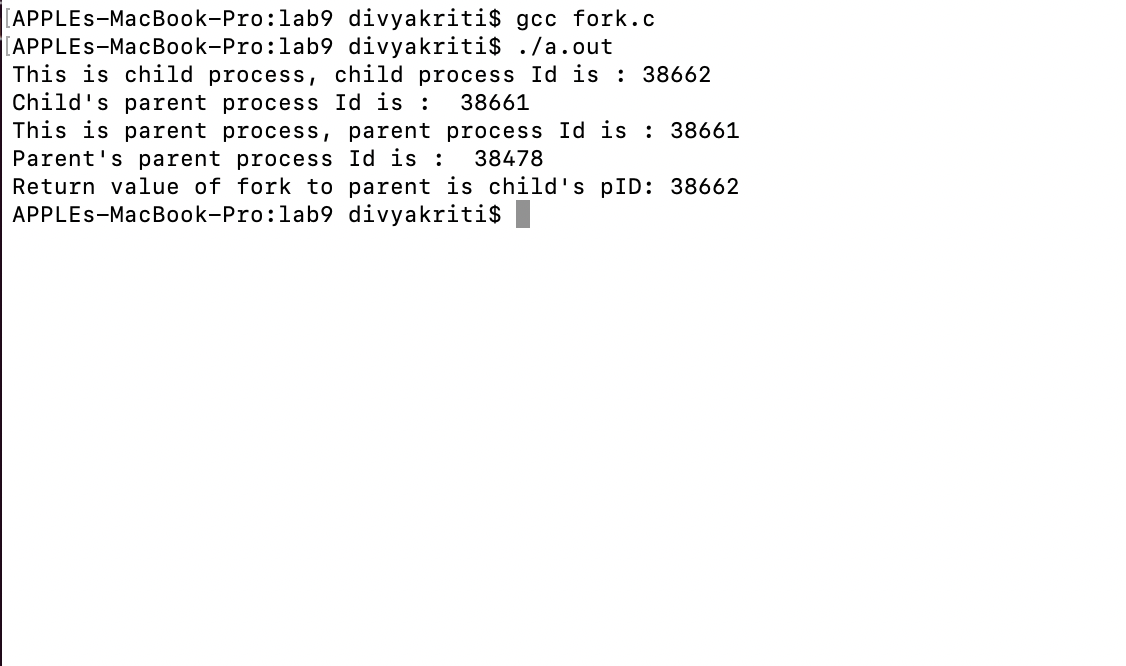 [APPLEs-MacBook-Pro:lab9 divyakriti$ gcc fork.c
[APPLEs-MacBook-Pro:lab9 divyakriti$ ./a.out
This is child process, child process Id is : 38662
Child's parent process Id is :  38661
This is parent process, parent process Id is : 38661
Parent's parent process Id is :  38478
Return value of fork to parent is child's pID: 38662
APPLEs-MacBook-Pro:lab9 divyakriti$